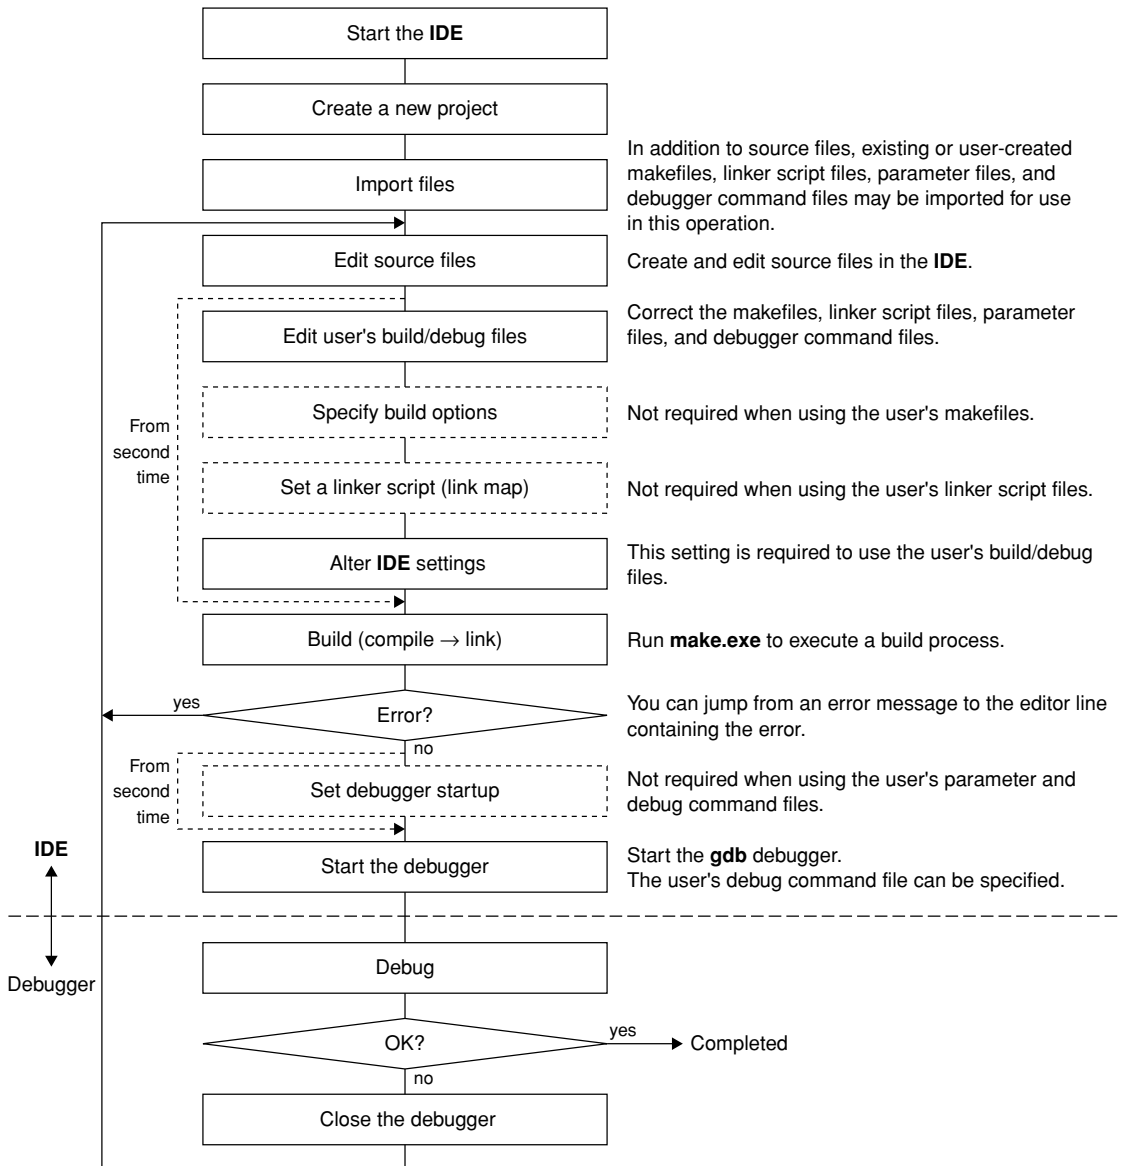 Start the IDE
Create a new project
In addition to source files, existing or user-created
makefiles, linker script files, parameter files, and
debugger command files may be imported for use
in this operation.
Import files
Edit source files
Create and edit source files in the IDE.
Correct the makefiles, linker script files, parameter
files, and debugger command files.
Edit user's build/debug files
Specify build options
Not required when using the user's makefiles.
From
second
time
Set a linker script (link map)
Not required when using the user's linker script files.
Alter IDE settings
This setting is required to use the user's build/debug
files.
Build (compile → link)
Run make.exe to execute a build process.
yes
Error?
You can jump from an error message to the editor line
containing the error.
no
From
second
time
Set debugger startup
Not required when using the user's parameter and
debug command files.
IDE
Start the debugger
Start the gdb debugger.
The user's debug command file can be specified.
Debugger
Debug
OK?
yes
Completed
no
Close the debugger